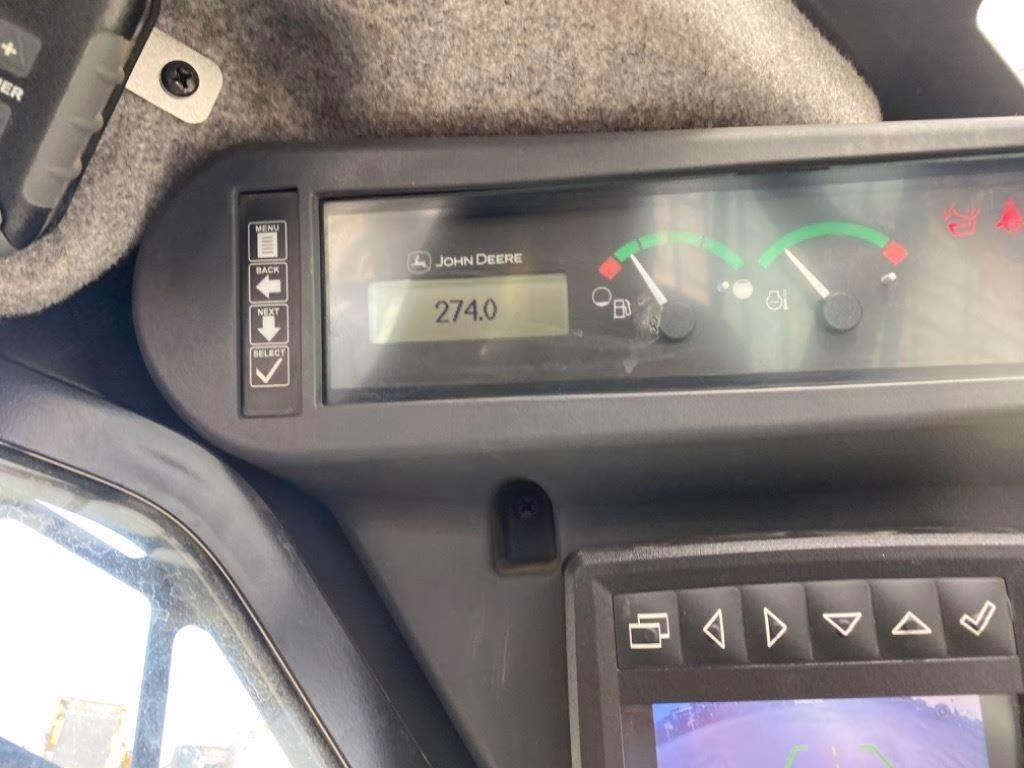 +
MENU
BACK
NEXT
SELECT
JOHN DEERE
274.0